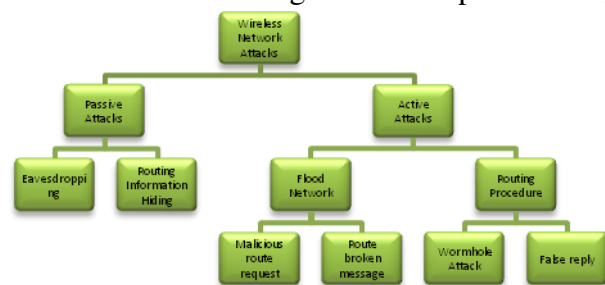 Wireless
Network
Attacks
Passive
Attacks
Active
Attacks
Eavesdroppi
ng
Routing
Information
Hiding
Flood
Network
Routing
Procedure
Malicious
route
request
Route
broken
message
Wormhole
Attack
False reply